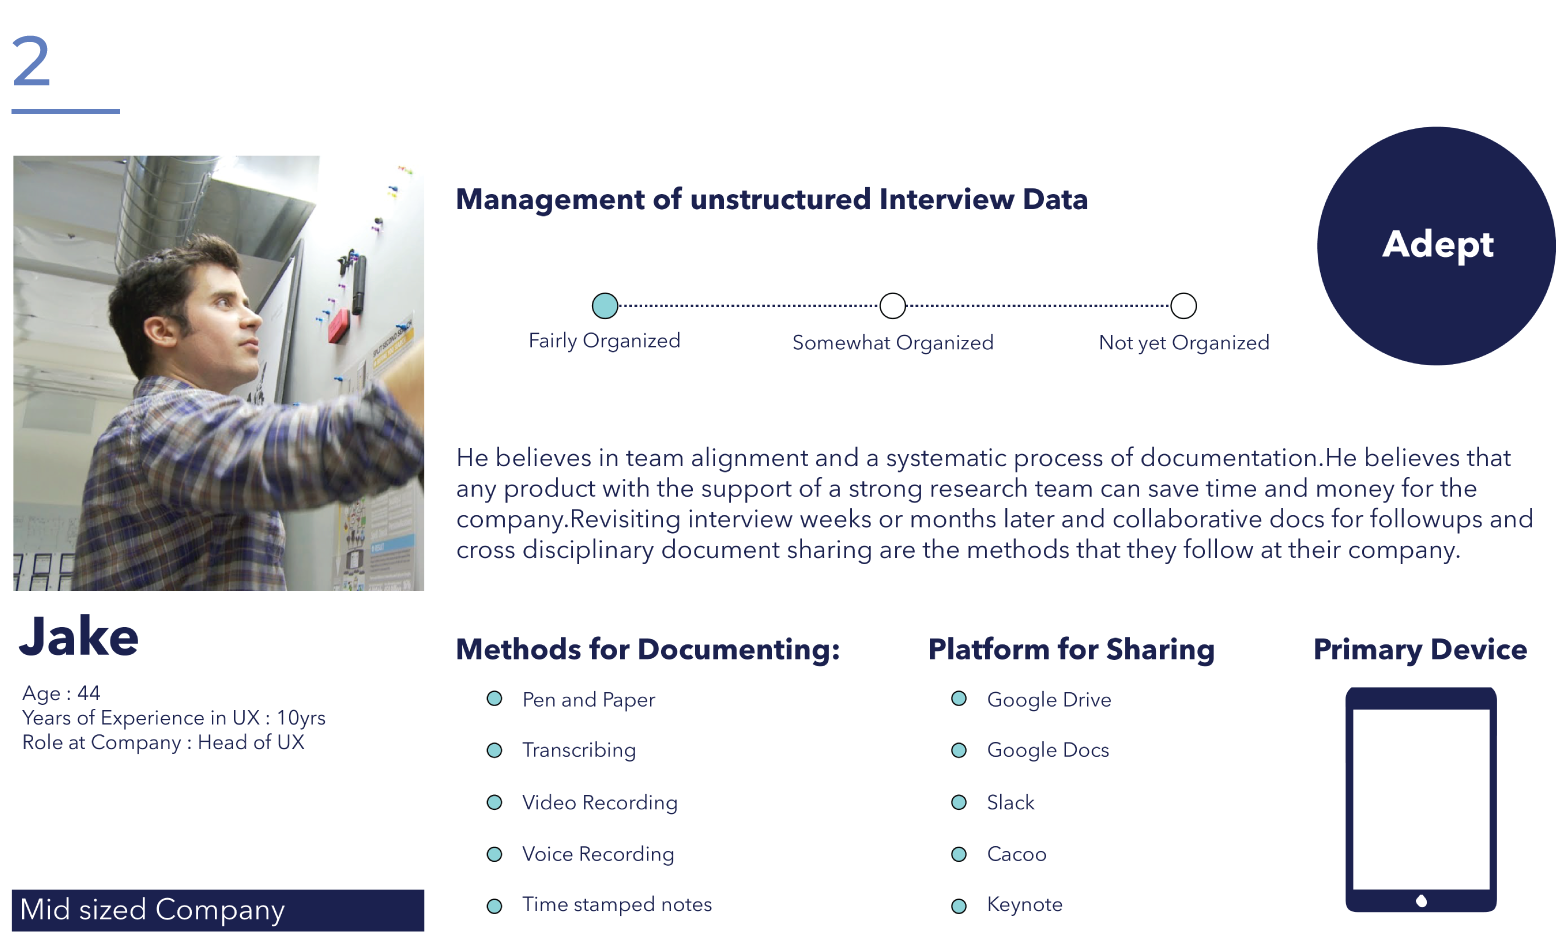 2
Management of unstructured Interview Data
Adept
Fairly Organized
Somewhat Organized
Not yet Organized
He believes in team alignment and a systematic process of documentation.He believes that
any product with the support of a strong research team can save time and money for the
company.Revisiting interview weeks or months later and collaborative docs for followups and
cross disciplinary document sharing are the methods that they follow at their company.
Jake
Age : 44
Years of Experience in UX : 10yrs
Role at Company : Head of UX
Mid sized Company
Methods for Documenting:
Pen and Paper
Transcribing
Video Recording
Voice Recording
Time stamped notes
Platform for Sharing
Google Drive
Google Docs
Slack
Cacoo
Keynote
Primary Device